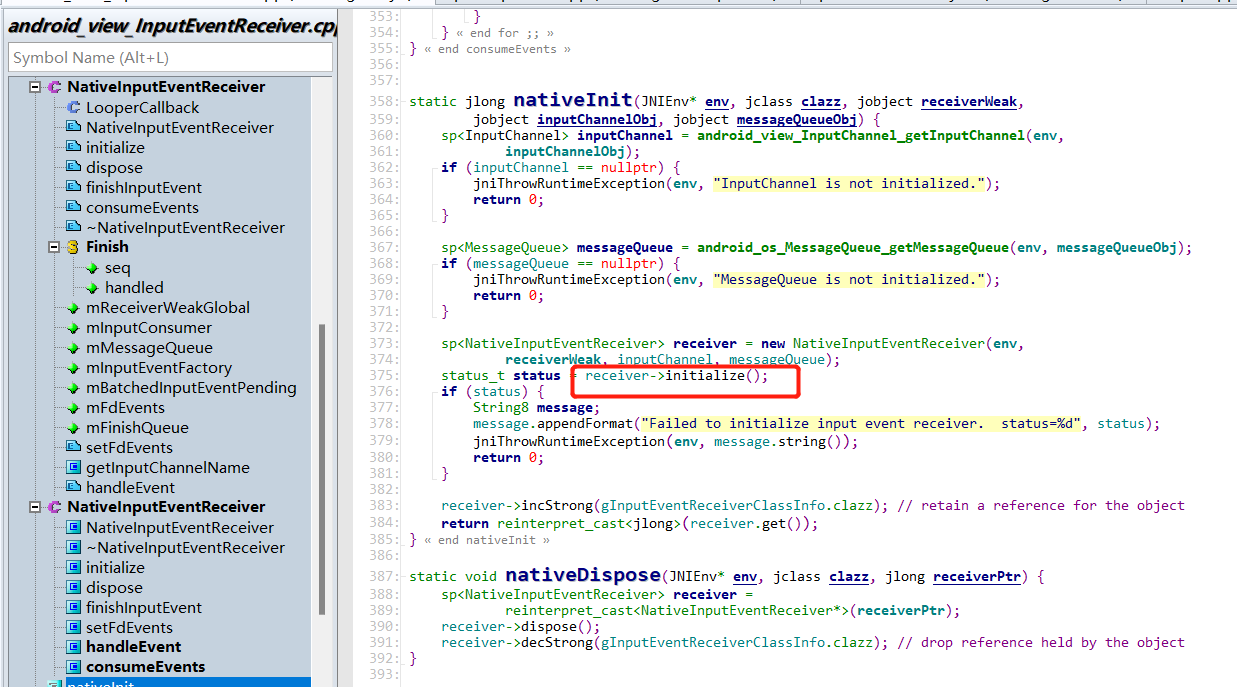 android_view_InputEventReceiver.cpp
Symbol Name (Alt+L)
NativeInputEventReceiver
LooperCallback
NativeInputEventReceiver
initialize
dispose
finishInputEvent
consumeEvents
~NativeInputEventReceiver
Finish
seq
handled
mReceiverWeakGlobal
mInputConsumer
mMessageQueue
mInputEventFactory
mBatchedInputEventPending
mFdEvents
mFinishQueue
setFdEvents
getInputChannelName
handleEvent
NativeInputEventReceiver
NativeInputEventReceiver
~NativeInputEventReceiver
initialize
dispose
finishInputEvent
setFdEvents
handleEvent
consumeEvents
nativeInit
353: }
354: } « end for ;; »
355: } « end consumeEvents »
356:
357:
358: static jlong nativeInit(JNIEnv* env, jclass clazz, jobject receiverWeak,
359: jobject inputChannelObj, jobject messageQueueObj) {
360: sp<InputChannel> inputChannel = android_view_InputChannel_getInputChannel(env,
361: inputChannelObj);
362: if (inputChannel == nullptr) {
363: jniThrowRuntimeException(env, "InputChannel is not initialized.");
364: return 0;
365: }
366:
367: sp<MessageQueue> messageQueue = android_os_MessageQueue_getMessageQueue(env, messageQueueObj);
368: if (messageQueue == nullptr) {
369: jniThrowRuntimeException(env, "MessageQueue is not initialized.");
370: return 0;
371: }
372:
373: sp<NativeInputEventReceiver> receiver = new NativeInputEventReceiver(env,
374: receiverWeak, inputChannel, messageQueue);
375: status_t status = receiver->initialize();
376: if (status) {
377: String8 message;
378: message.appendFormat("Failed to initialize input event receiver.  status=%d", status);
379: jniThrowRuntimeException(env, message.string());
380: return 0;
381: }
382:
383: receiver->incStrong(gInputEventReceiverClassInfo.clazz); // retain a reference for the object
384: return reinterpret_cast<jlong>(receiver.get());
385: } « end nativeInit »
386:
387: static void nativeDispose(JNIEnv* env, jclass clazz, jlong receiverPtr) {
388: sp<NativeInputEventReceiver> receiver =
389: reinterpret_cast<NativeInputEventReceiver*>(receiverPtr);
390: receiver->dispose();
391: receiver->decStrong(gInputEventReceiverClassInfo.clazz); // drop reference held by the object
392: }
393: